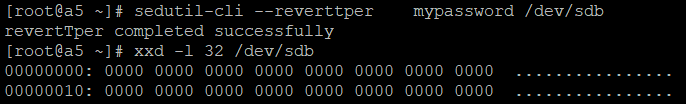 [root@a5 ~]# sedutil-cli --reverttper    mypassword /dev/sdb
revertTper completed successfully
[root@a5 ~]# xxd -l 32 /dev/sdb
00000000: 0000 0000 0000 0000 0000 0000 0000 0000  ................
00000010: 0000 0000 0000 0000 0000 0000 0000 0000  ................